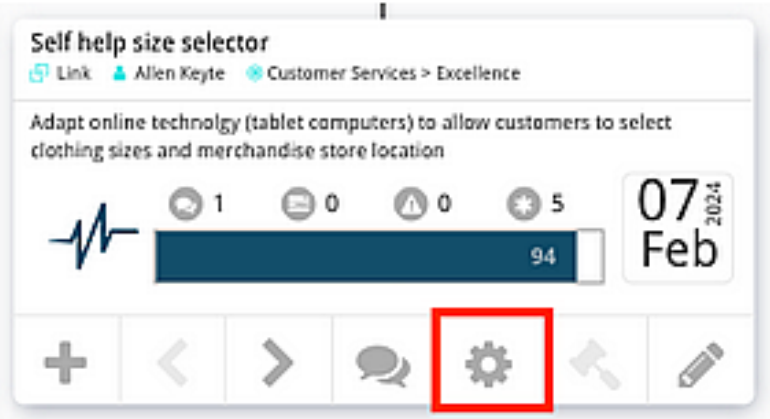 Self help size selector
Link Allen Keyte Customer Services > Excellence
Adapt online technolgy (tablet computers) to allow customers to select
clothing sizes and merchandise store location
1 0 0 5
94
07 2024
Feb